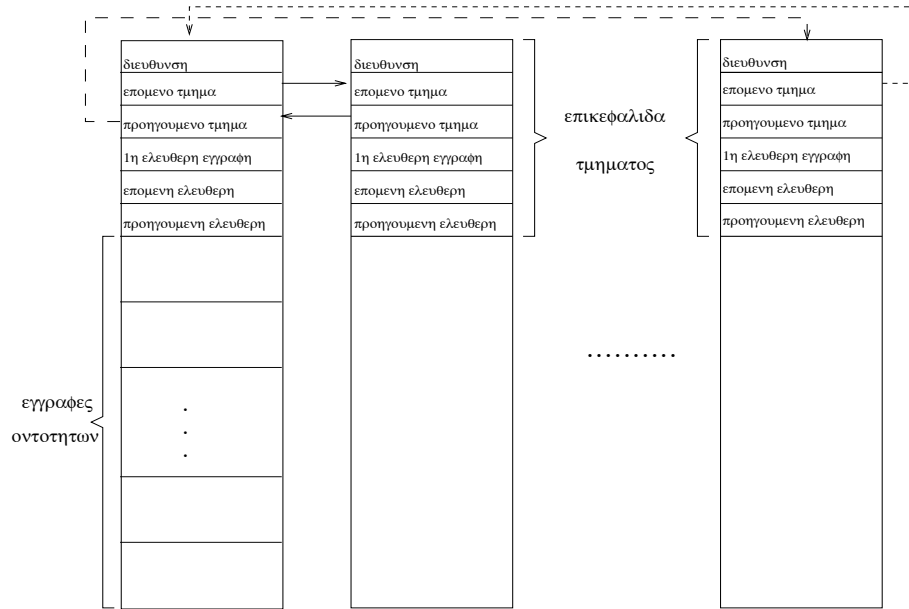 διευθυνση
επομενο τμημα
προηγουμενο τμημα
1η ελευθερη εγγραφη
επομενη ελευθερη
προηγουμενη ελευθερη
διευθυνση
επομενο τμημα
προηγουμενο τμημα
1η ελευθερη εγγραφη
επομενη ελευθερη
προηγουμενη ελευθερη
επικεφαλιδα
τμηματος
διευθυνση
επομενο τμημα
προηγουμενο τμημα
1η ελευθερη εγγραφη
επομενη ελευθερη
προηγουμενη ελευθερη
..........
εγγραφες
οντοτητων